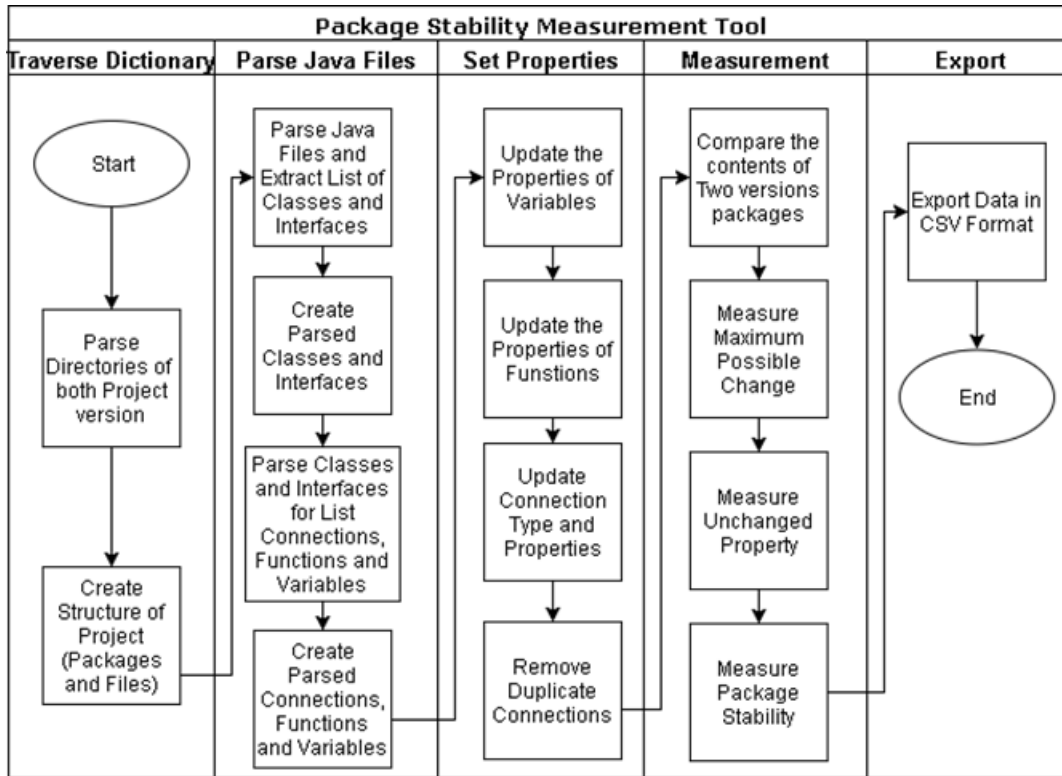 Package Stability Measurement Tool
Traverse Dictionary
Parse Java Files
Set Properties
Measurement
Export
Start
Parse
Directories of
both Project
version
Create
Structure of
Project
(Packages
and Files)
Parse Java
Files and
Extract List of
Classes and
Interfaces
Create
Parsed
Classes and
Interfaces
Parse Classes
and Interfaces
for List
Connections,
Functions and
Variables
Create
Parsed
Connections,
Functions
and Variables
Update the
Properties of
Variables
Update the
Properties of
Funstions
Update
Connection
Type and
Properties
Remove
Duplicate
Connections
Compare the
contents of
Two versions
packages
Measure
Maximum
Possible
Change
Measure
Unchanged
Property
Measure
Package
Stability
Export Data in
CSV Format
End